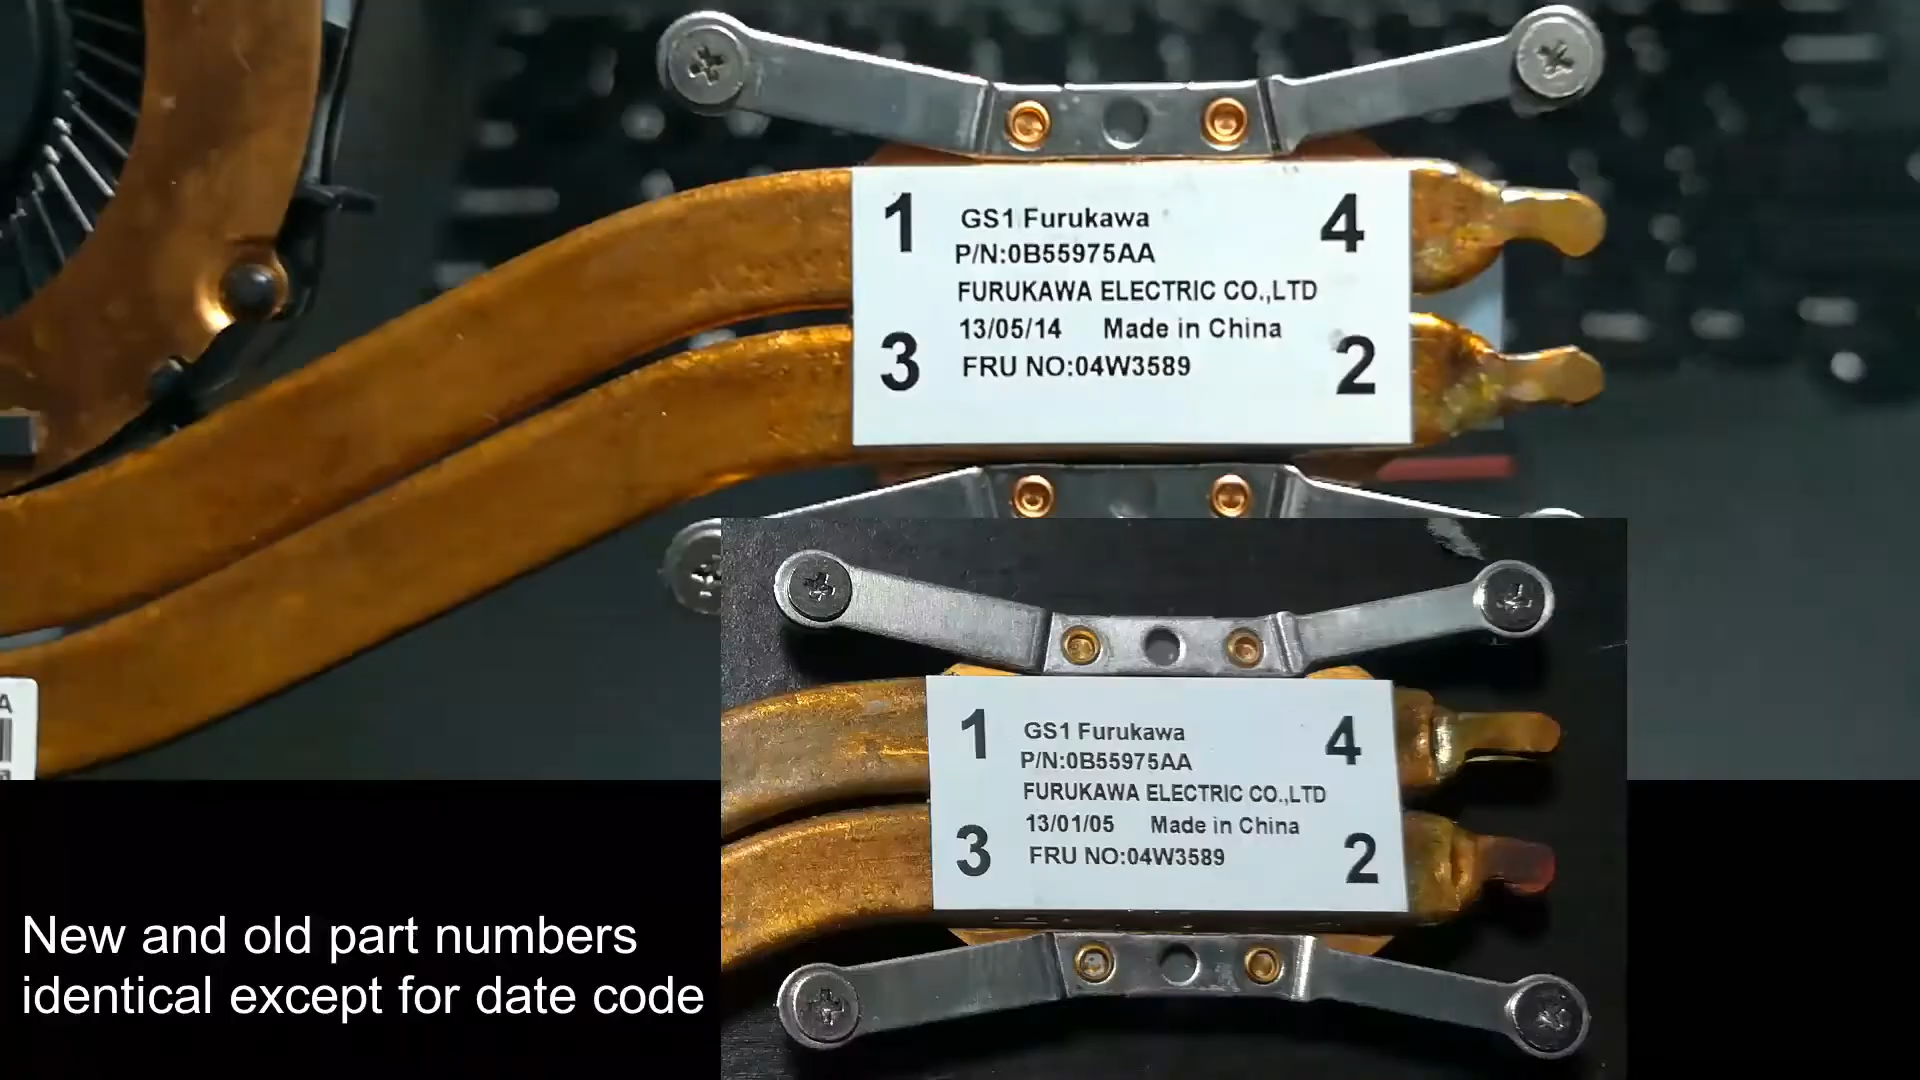 1
GS1 Furukawa
4
P/N:0B55975AA
FURUKAWA ELECTRIC CO.,LTD
13/05/14 Made in China
3
FRU NO:04W3589
2
A
1
GS1 Furukawa
4
P/N:0B55975AA
FURUKAWA ELECTRIC CO.,LTD
13/01/05 Made in China
3
FRU NO:04W3589
2
New and old part numbers
identical except for date code